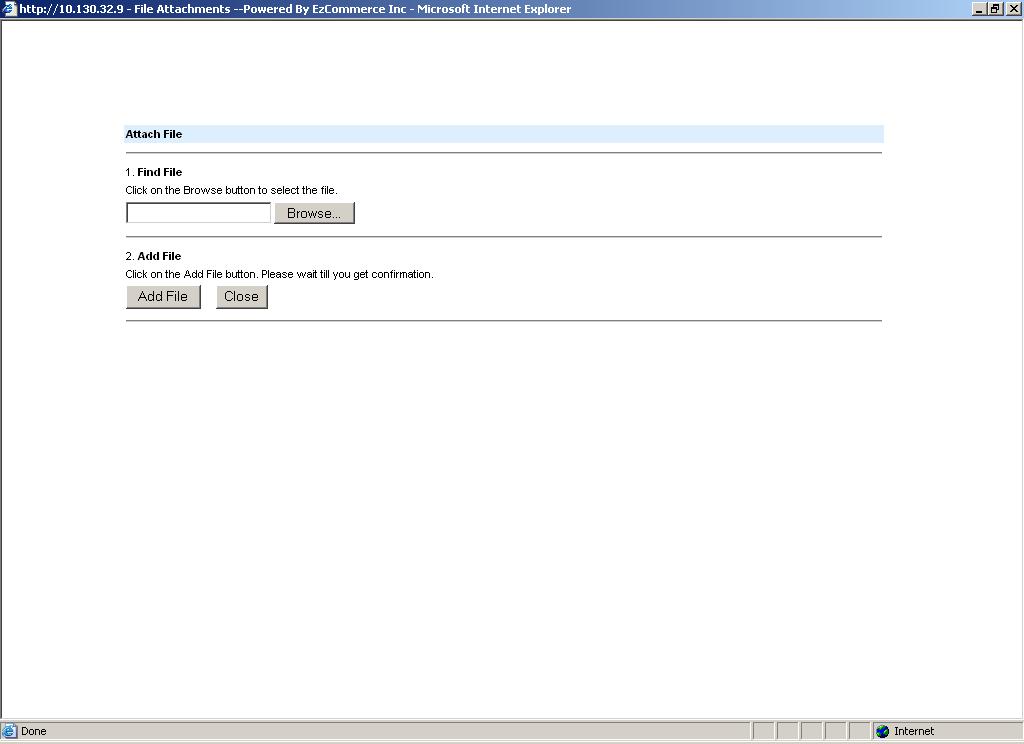 http://10.130.32.9 - File Attachments --Powered By EzCommerce Inc - Microsoft Internet Explorer
Attach File
1. Find File
Click on the Browse button to select the file.
Browse...
2. Add File
Click on the Add File button. Please wait till you get confirmation.
Add File Close
Done Internet